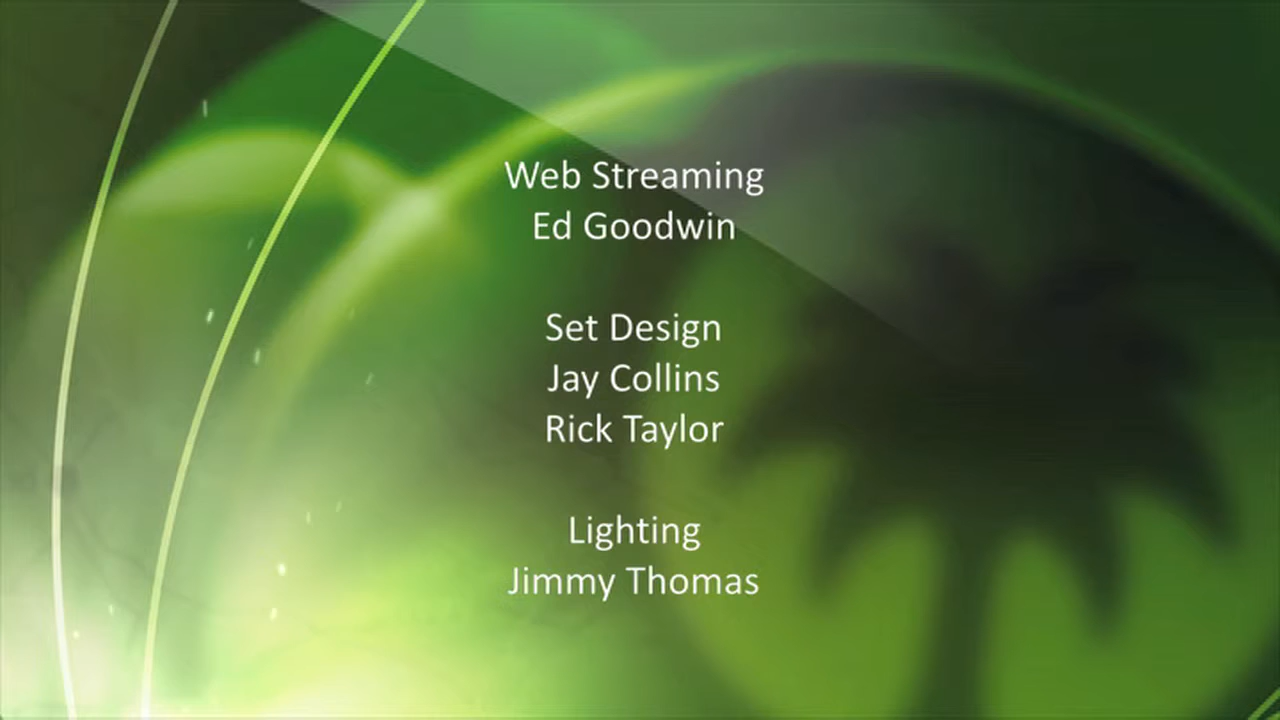 Web Streaming
Ed Goodwin
Set Design
Jay Collins
Rick Taylor
Lighting
Jimmy Thomas